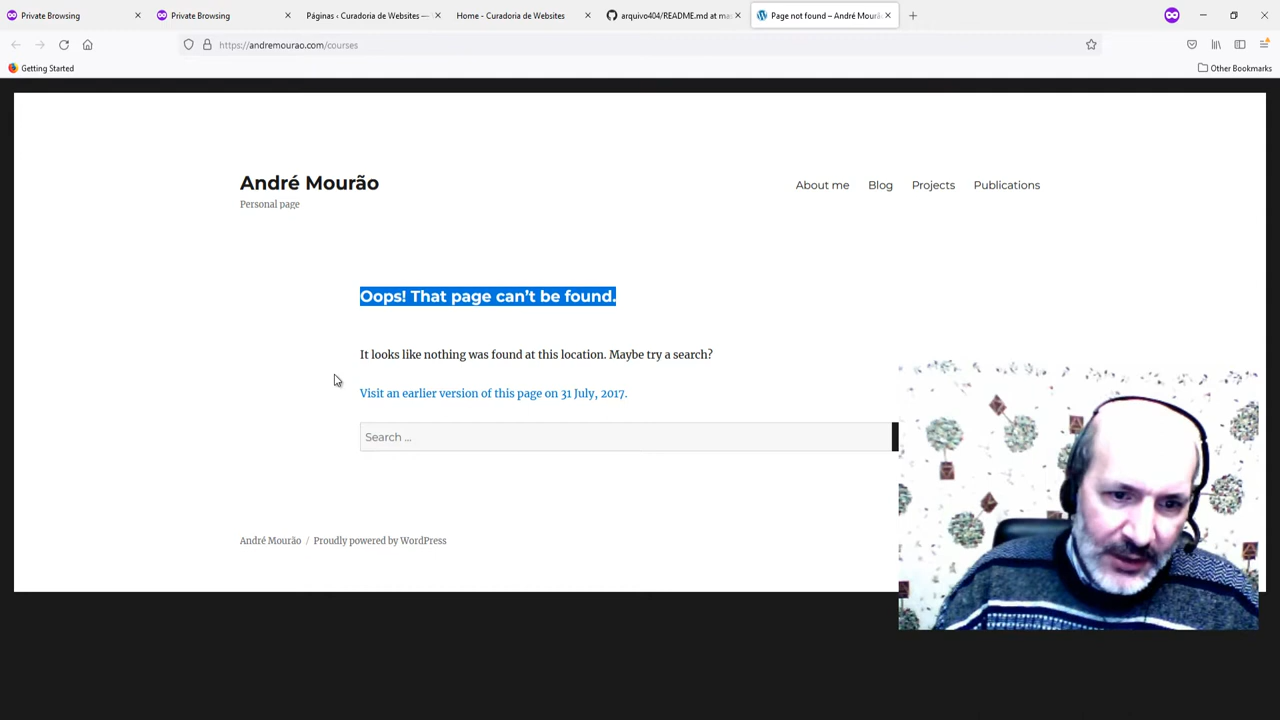 Private Browsing
Private Browsing
Páginas ‹ Curadoria de Websites —
Home - Curadoria de Websites
arquivo404/README.md at ma
Page not found – André Mourã
https://andremourao.com/courses
Getting Started
Other Bookmarks
André Mourão
Personal page
About me
Blog
Projects
Publications
Oops! That page can’t be found.
It looks like nothing was found at this location. Maybe try a search?
Visit an earlier version of this page on 31 July, 2017.
Search …
André Mourão / Proudly powered by WordPress